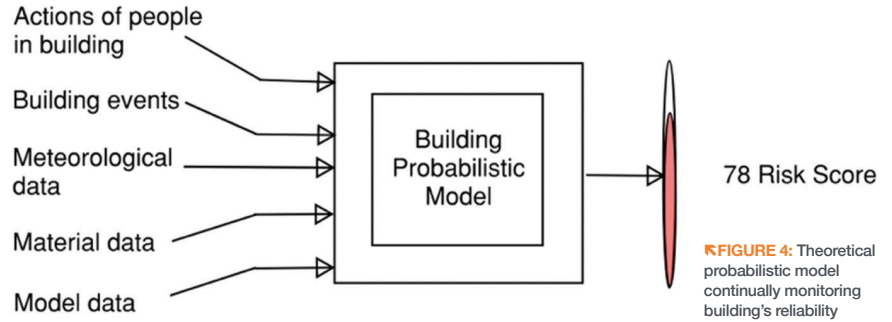 Actions of people
in building
Building events
Meteorological
data
Material data
Model data
Building
Probabilistic
Model
78 Risk Score
FIGURE 4: Theoretical
probabilistic model
continually monitoring
building's reliability